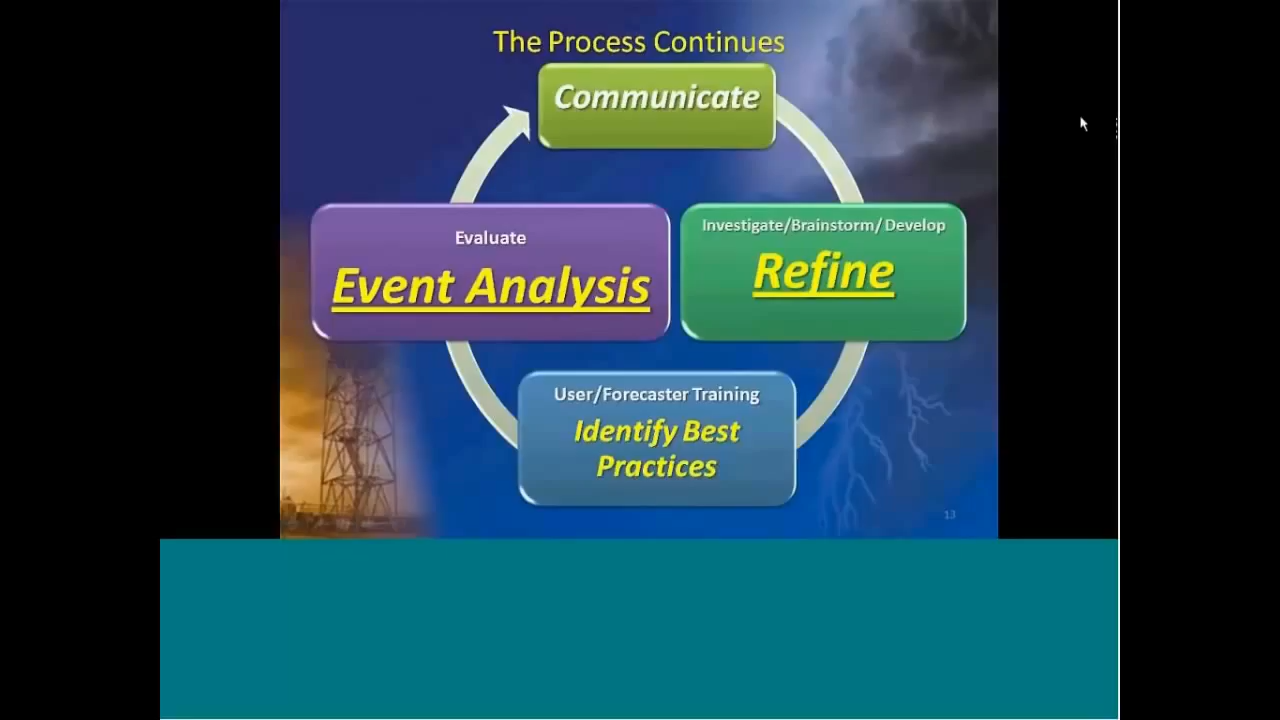 The Process Continues
Communicate
Evaluate
Event Analysis
Investigate/Brainstorm/Develop
Refine
User/Forecaster Training
Identify Best
Practices
13